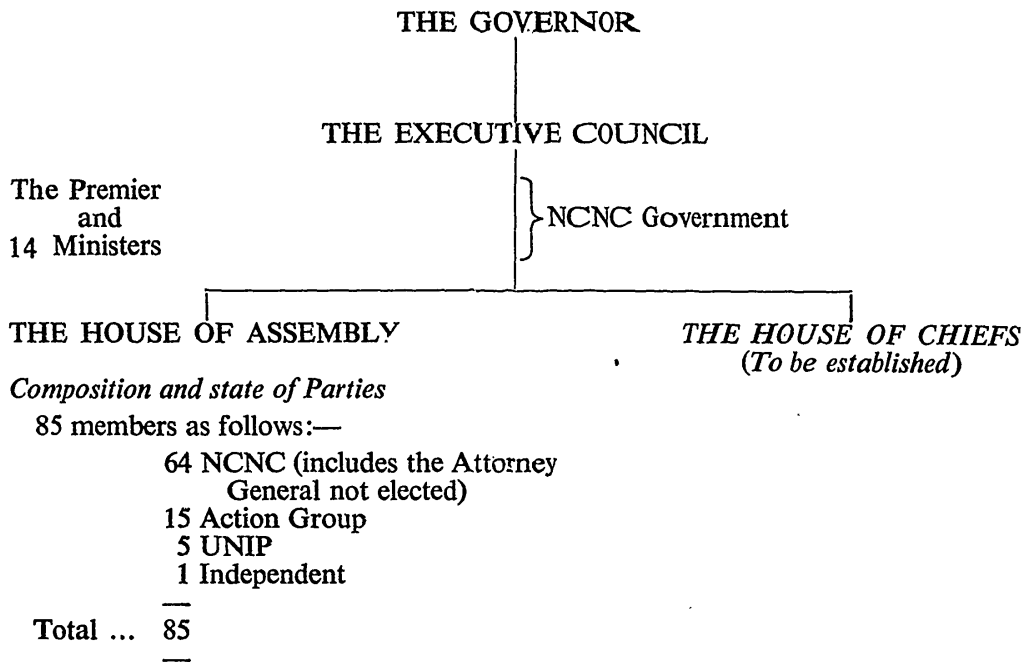 THE GOVERNOR
THE EXECUTIVE COUNCIL
The Premier
and
14 Ministers
NCNC Government
THE HOUSE OF ASSEMBLY
THE HOUSE OF CHIEFS
(To be established)
Composition and state of Parties
85 members as follows:—
64 NCNC (includes the Attorney
General not elected)
15 Action Group
5 UNIP
1 Independent
Total ... 85